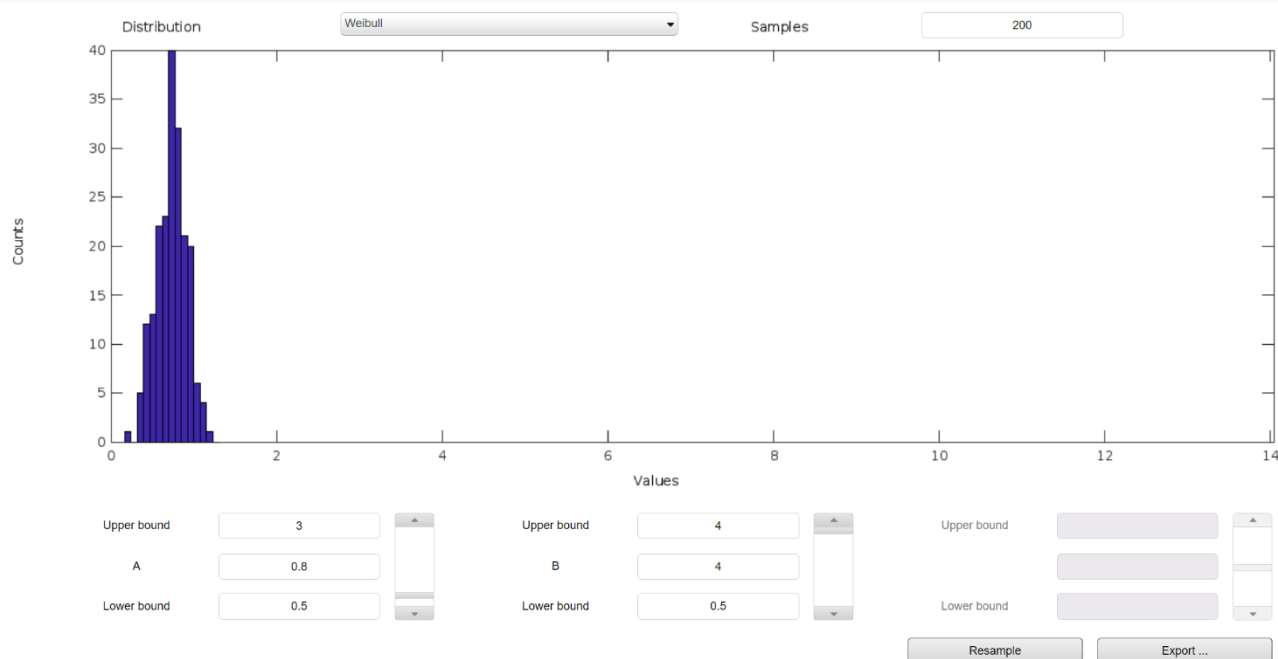 Distribution Weibull Samples 200
40
35
30
25
20
15
10
5
0
Counts
0 2 4 6 8 10 12 14
Values
Upper bound 3 Upper bound 4 Upper bound
A 0.8 B 4
Lower bound 0.5 Lower bound 0.5 Lower bound
Resample Export ...